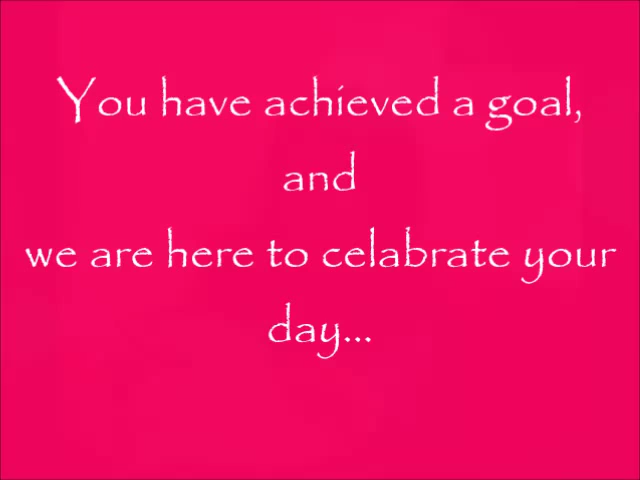 You have achieved a goal,
and
we are here to celabrate your
day...